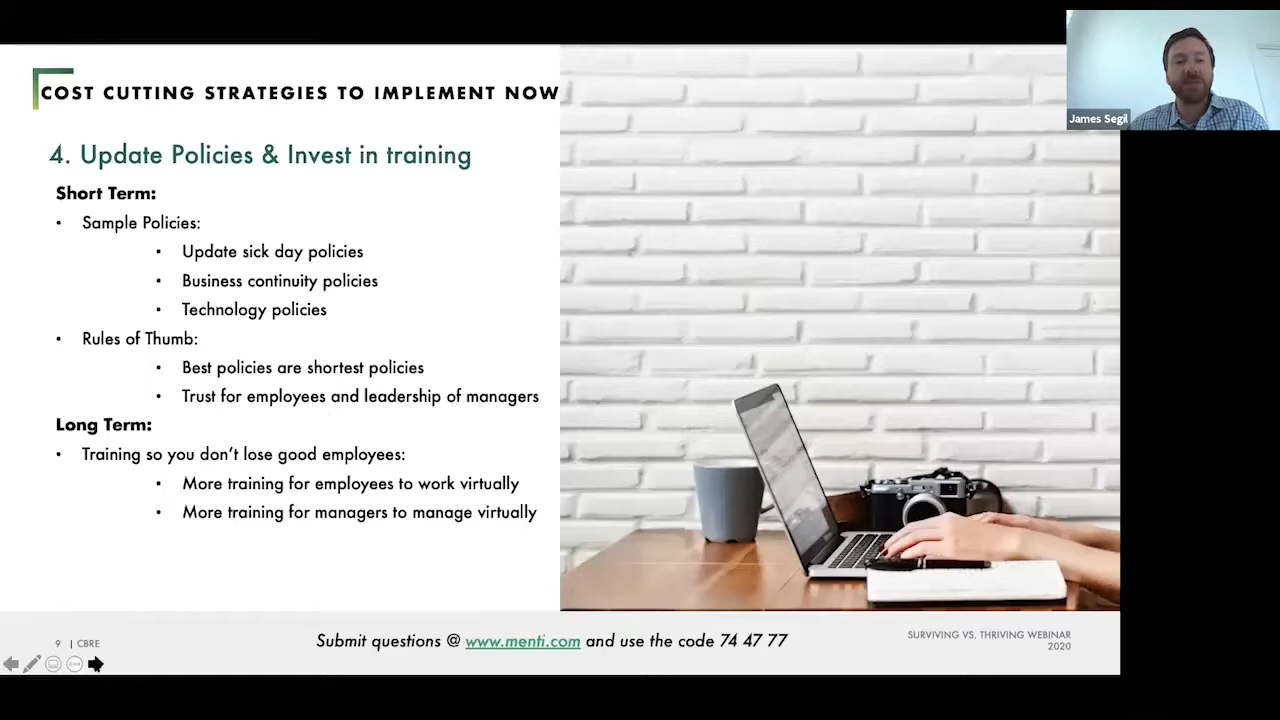 COST CUTTING STRATEGIES TO IMPLEMENT NOW
James Segil
4. Update Policies & Invest in training
Short Term:
• Sample Policies:
• Update sick day policies
• Business continuity policies
• Technology policies
• Rules of Thumb:
• Best policies are shortest policies
• Trust for employees and leadership of managers
Long Term:
• Training so you don't lose good employees:
• More training for employees to work virtually
• More training for managers to manage virtually
9 | CBRE
Submit questions @ www.menti.com and use the code 74 47 77
SURVIVING VS. THRIVING WEBINAR
2020